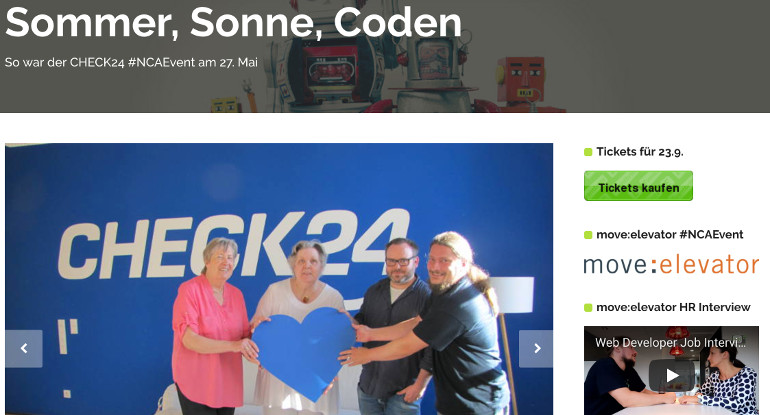 Sommer, Sonne, Coden
So war der CHECK24 #NCAEvent am 27. Mai
CHECK24
Tickets für 23.9.
Tickets kaufen
move:elevator #NCAEvent
move:elevator
move:elevator HR Interview
Web Developer Job Intervi...